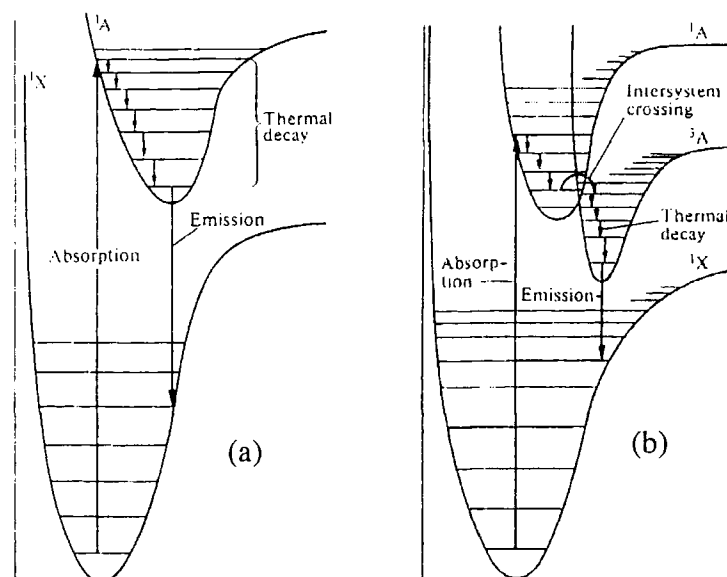 ¹A
¹X
Thermal
decay
Emission
Absorption
(a)
¹A
Intersystem
crossing
³A
Thermal
decay
¹X
Absorp-
tion
Emission
(b)